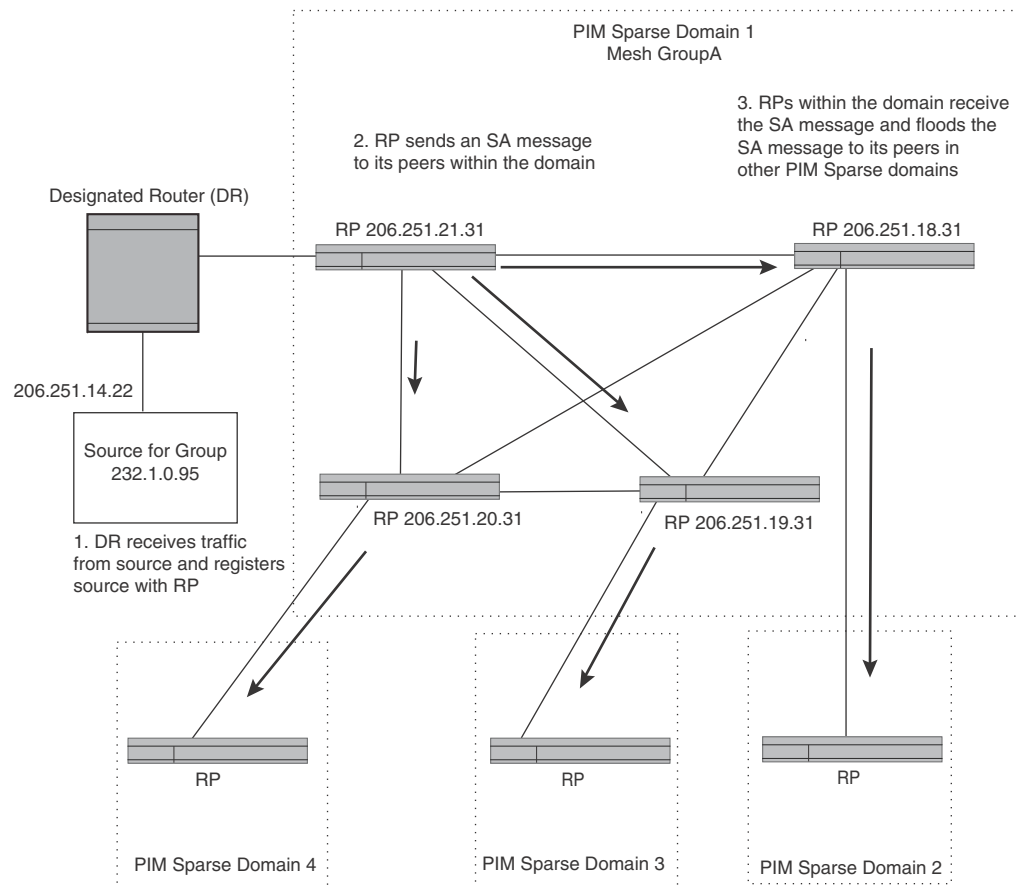 PIM Sparse Domain 1
Mesh GroupA
3. RPs within the domain receive
the SA message and floods the
SA message to its peers in
other PIM Sparse domains
2. RP sends an SA message
to its peers within the domain
Designated Router (DR)
RP 206.251.21.31
RP 206.251.18.31
206.251.14.22
Source for Group
232.1.0.95
RP 206.251.20.31
RP 206.251.19.31
1. DR receives traffic
from source and registers
source with RP
RP
RP
RP
PIM Sparse Domain 4
PIM Sparse Domain 3
PIM Sparse Domain 2